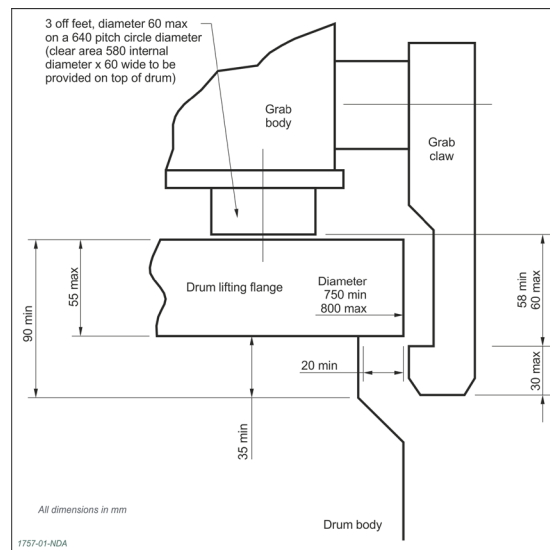 3 off feet, diameter 60 max
on a 640 pitch circle diameter
(clear area 580 internal
diameter x 60 wide to be
provided on top of drum)
Grab
body
Grab
claw
Drum lifting flange
Diameter
750 min
800 max
90 min
55 max
58 min
60 max
20 min
30 max
35 min
All dimensions in mm
Drum body
1757-01-NDA